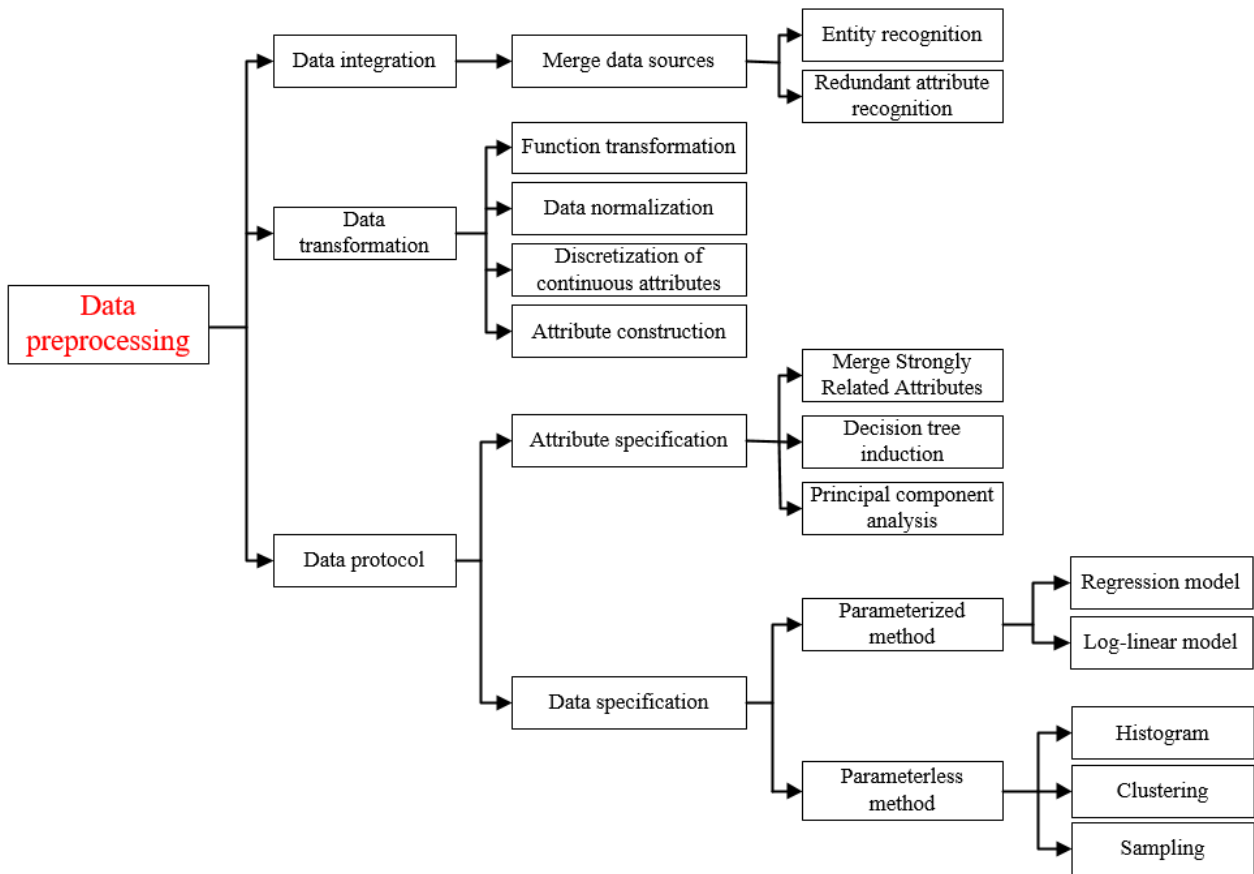 Data
preprocessing
Data integration
Merge data sources
Entity recognition
Redundant attribute
recognition
Data
transformation
Function transformation
Data normalization
Discretization of
continuous attributes
Attribute construction
Data protocol
Attribute specification
Merge Strongly
Related Attributes
Decision tree
induction
Principal component
analysis
Data specification
Parameterized
method
Regression model
Log-linear model
Parameterless
method
Histogram
Clustering
Sampling